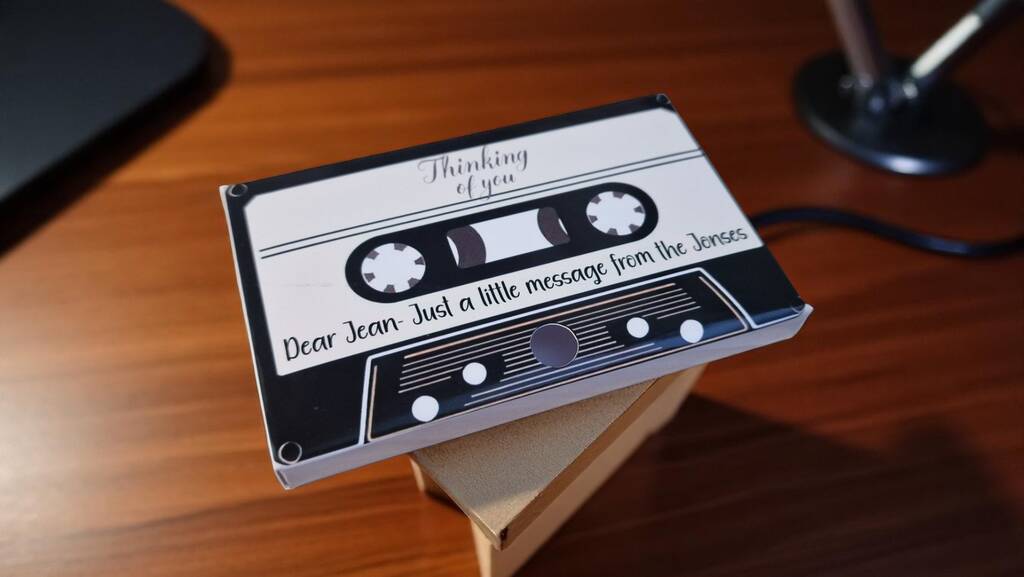 Thinking
of you
Dear Jean- Just a little message from the Jonses